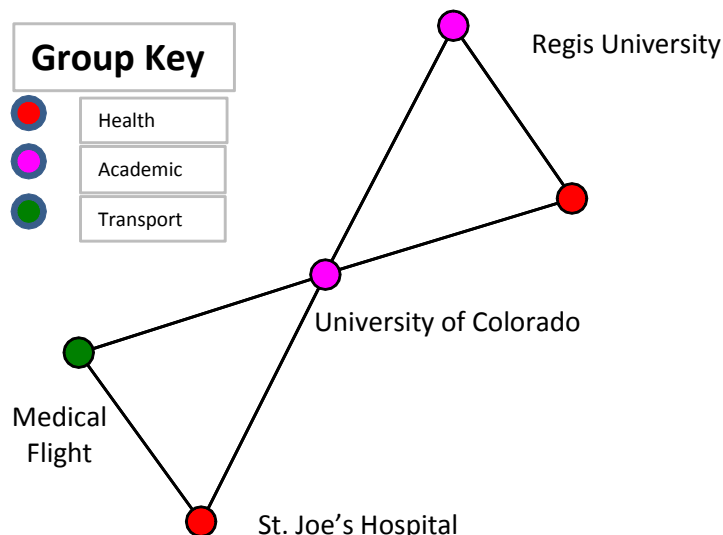 Group Key
Health
Academic
Transport
Regis University
University of Colorado
Medical
Flight
St. Joe’s Hospital